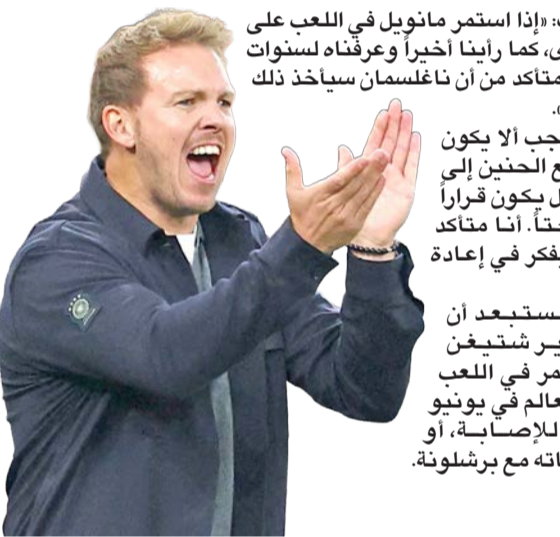 : «إذا استمر مانويل في اللعب على
ى، كما رأينا أخيراً وعرفناه لسنوات
متأكد من أن ناغلسمان سيأخذ ذلك
جب ألا يكون
ع الحنين إلى
ل يكون قراراً
تاً. أنا متأكد
فكر في إعادة
ستبعد أن
ير شتيغن
مر في اللعب
عالم في يونيو
للإصابة، أو
اته مع برشلونة.